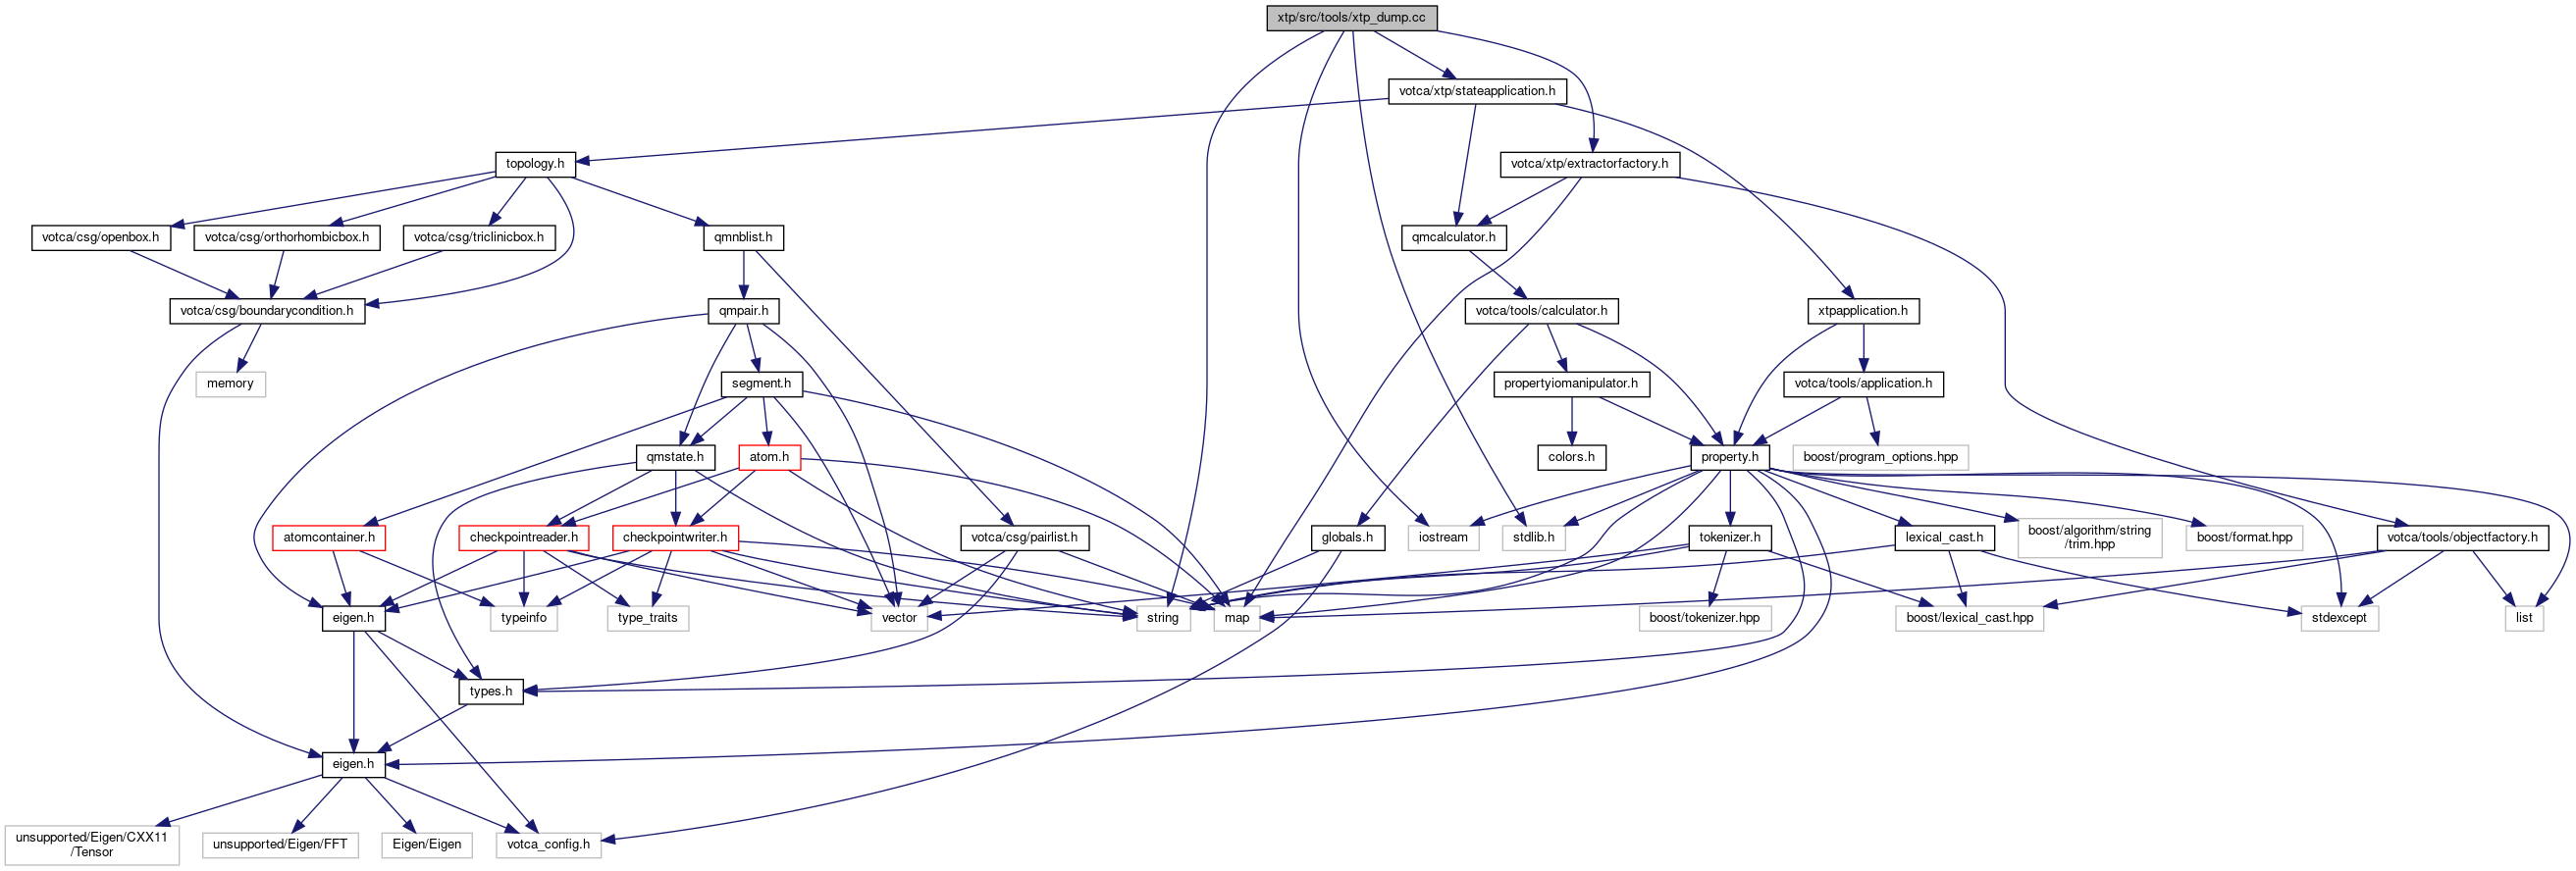 xtp/src/tools/xtp_dump.cc
votca/xtp/stateapplication.h
topology.h
votca/xtp/extractorfactory.h
votca/csg/openbox.h
votca/csg/orthorhombicbox.h
votca/csg/triclinicbox.h
qmnblist.h
qmcalculator.h
votca/csg/boundarycondition.h
qmpair.h
votca/tools/calculator.h
xtpapplication.h
memory
segment.h
propertyiomanipulator.h
votca/tools/application.h
qmstate.h
atom.h
colors.h
property.h
boost/program_options.hpp
atomcontainer.h
checkpointreader.h
checkpointwriter.h
votca/csg/pairlist.h
globals.h
iostream
stdlib.h
tokenizer.h
lexical_cast.h
boost/algorithm/string
/trim.hpp
boost/format.hpp
votca/tools/objectfactory.h
eigen.h
typeinfo
type_traits
vector
string
map
boost/tokenizer.hpp
boost/lexical_cast.hpp
stdexcept
list
types.h
eigen.h
unsupported/Eigen/CXX11
/Tensor
unsupported/Eigen/FFT
Eigen/Eigen
votca_config.h